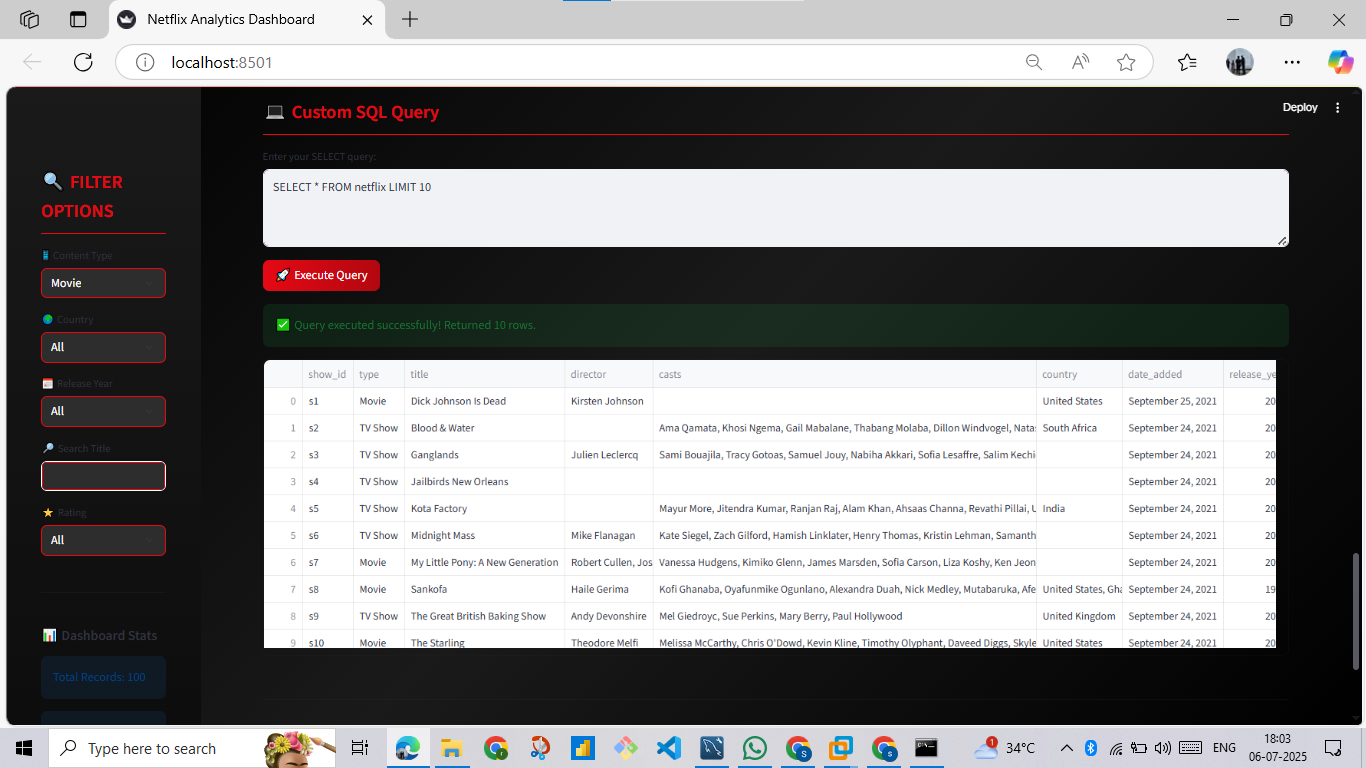 Netflix Analytics Dashboard
localhost:8501
Deploy
FILTER
OPTIONS
Content Type
Movie
Country
All
Release Year
All
Search Title
Rating
All
Dashboard Stats
Total Records: 100
Custom SQL Query
Enter your SELECT query:
SELECT * FROM netflix LIMIT 10
Execute Query
Query executed successfully! Returned 10 rows.
show_id type title director casts country date_added release_ye
0 s1 Movie Dick Johnson Is Dead Kirsten Johnson United States September 25, 2021 20
1 s2 TV Show Blood & Water Ama Qamata, Khosi Ngema, Gail Mabalane, Thabang Molaba, Dillon Windvogel, Natas South Africa September 24, 2021 20
2 s3 TV Show Ganglands Julien Leclercq Sami Bouajila, Tracy Gotoas, Samuel Jouy, Nabiha Akkari, Sofia Lesaffre, Salim Kechi September 24, 2021 20
3 s4 TV Show Jailbirds New Orleans September 24, 2021 20
4 s5 TV Show Kota Factory Mayur More, Jitendra Kumar, Ranjan Raj, Alam Khan, Ahsaas Channa, Revathi Pillai, U India September 24, 2021 20
5 s6 TV Show Midnight Mass Mike Flanagan Kate Siegel, Zach Gilford, Hamish Linklater, Henry Thomas, Kristin Lehman, Samanth September 24, 2021 20
6 s7 Movie My Little Pony: A New Generation Robert Cullen, Jos Vanessa Hudgens, Kimiko Glenn, James Marsden, Sofia Carson, Liza Koshy, Ken Jeon September 24, 2021 20
7 s8 Movie Sankofa Haile Gerima Kofi Ghanaba, Oyafunmike Ogunlano, Alexandra Duah, Nick Medley, Mutabaruka, Afe United States, Gha September 24, 2021 19
8 s9 TV Show The Great British Baking Show Andy Devonshire Mel Giedroyc, Sue Perkins, Mary Berry, Paul Hollywood United Kingdom September 24, 2021 20
9 s10 Movie The Starling Theodore Melfi Melissa McCarthy, Chris O'Dowd, Kevin Kline, Timothy Olyphant, Daveed Diggs, Skyle United States September 24, 2021 20
Type here to search
1
34°C
ENG
18:03
06-07-2025